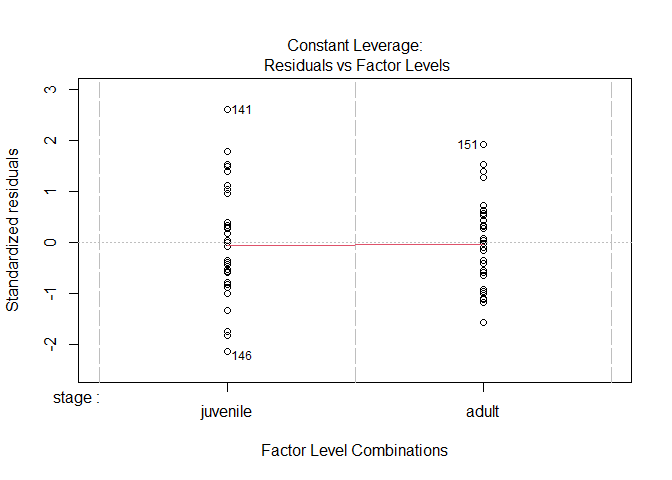 Constant Leverage:
Residuals vs Factor Levels
Standardized residuals
3
2
1
0
-1
-2
141
151
146
stage :
juvenile
adult
Factor Level Combinations